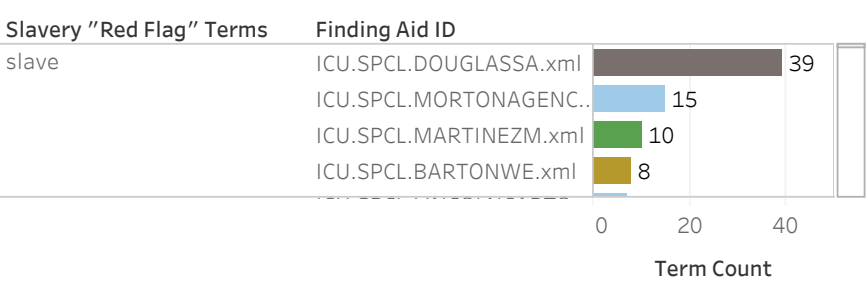 Slavery "Red Flag" Terms Finding Aid ID
slave ICU.SPCL.DOUGLASSA.xml 39
ICU.SPCL.MORTONAGENC.. 15
ICU.SPCL.MARTINEZM.xml 10
ICU.SPCL.BARTONWE.xml 8
0 20 40
Term Count